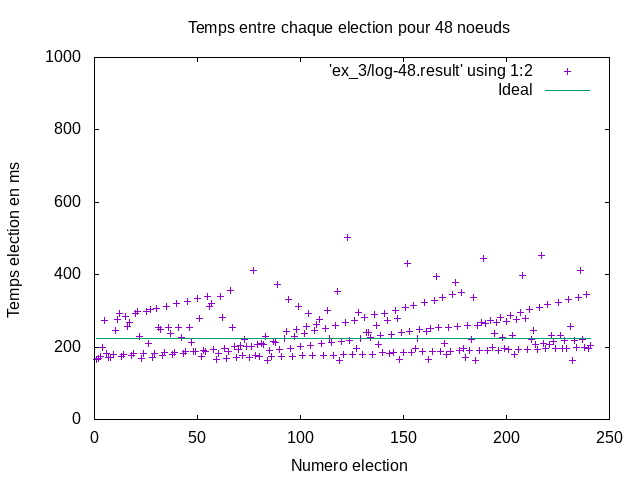 Temps entre chaque election pour 48 noeuds
'ex_3/log-48.result' using 1:2
Ideal
1000
800
600
400
200
0
Temps election en ms
0 50 100 150 200 250
Numero election